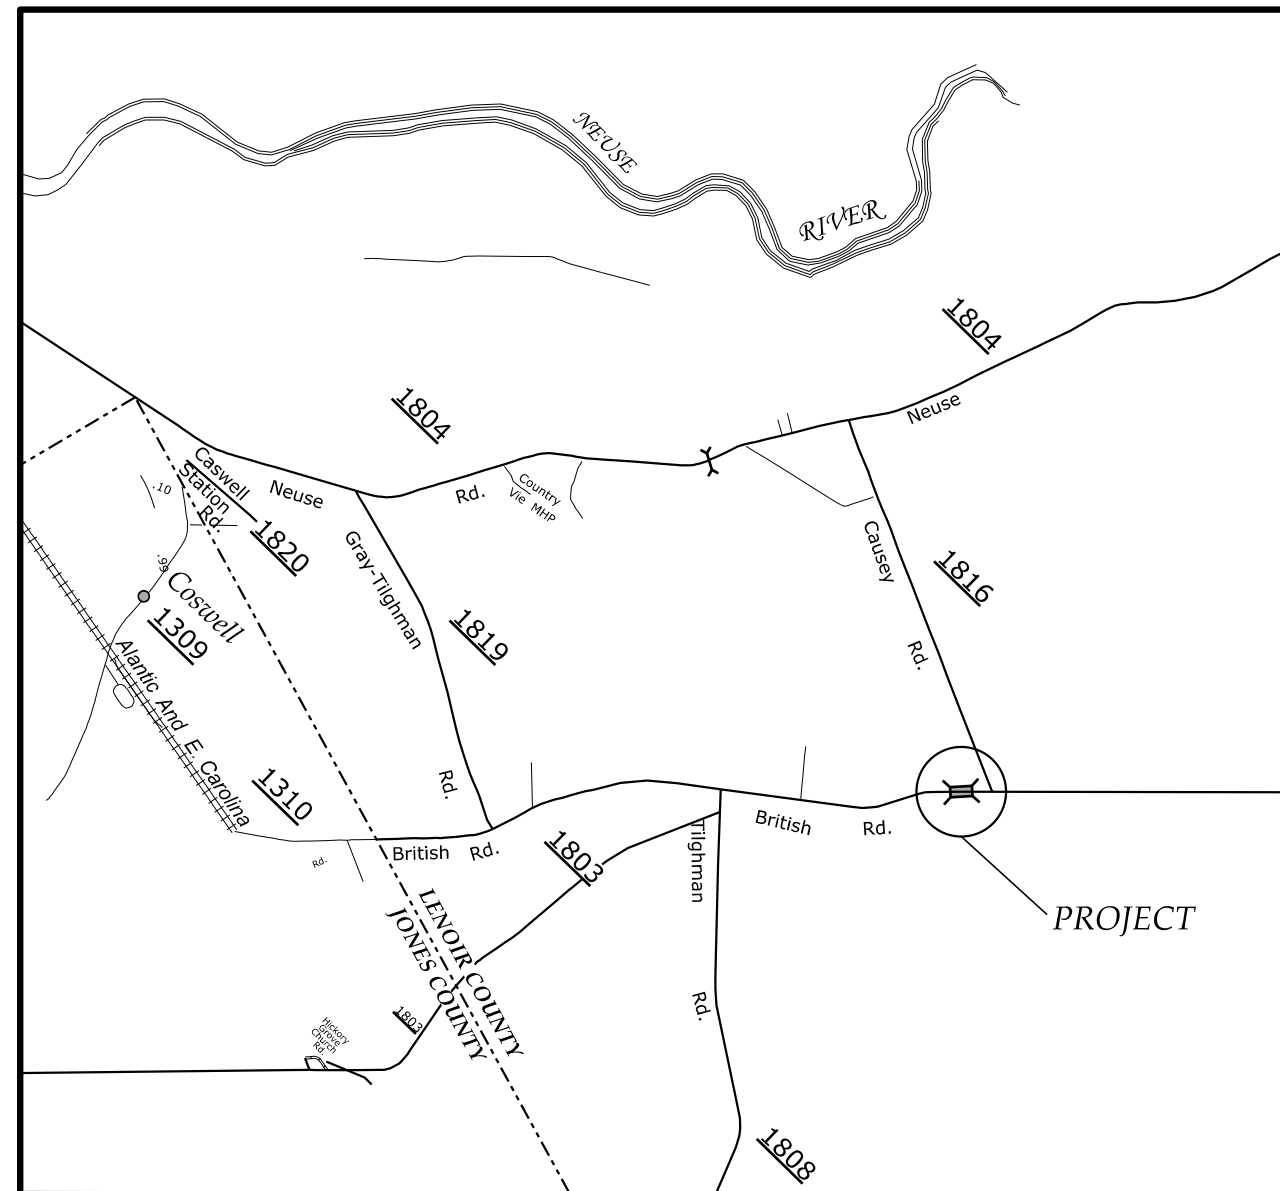 NEUSE
RIVER
1804
1804
Neuse
Caswell
Station
Rd.
.10
Neuse
Rd.
Country
Vie MHP
1820
.99
Coswell
1309
Gray-Tilghman
1819
Causey
1816
Rd.
Alantic And E. Carolina
1310
Rd.
Rd.
British Rd.
1803
Tilghman
British Rd.
PROJECT
LENOIR COUNTY
JONES COUNTY
1803
Hickory
Grove
Church
Rd.
Rd.
1808